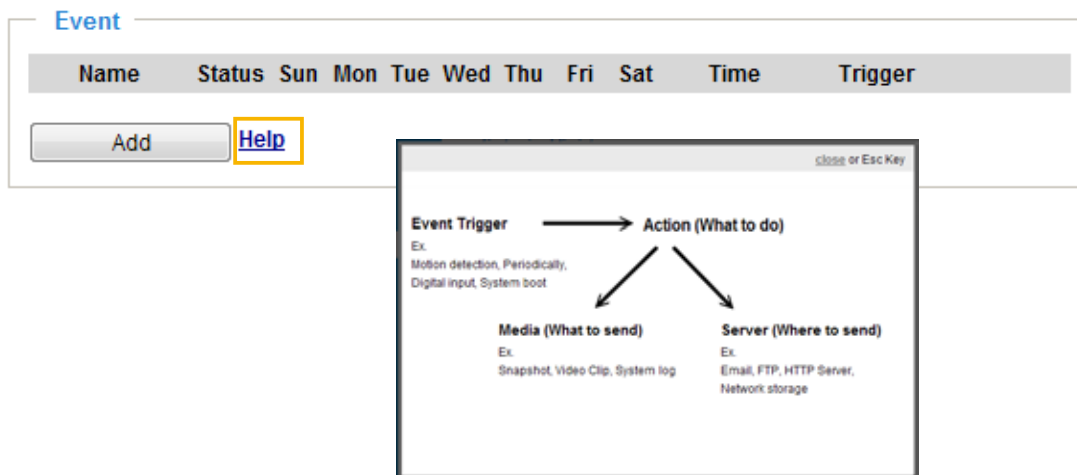 Event
Name Status Sun Mon Tue Wed Thu Fri Sat Time Trigger
Add Help
close or Esc Key
Event Trigger Action (What to do)
Ex.
Motion detection, Periodically,
Digital input, System boot
Media (What to send) Server (Where to send)
Ex. Ex.
Snapshot, Video Clip, System log Email, FTP, HTTP Server,
Network storage